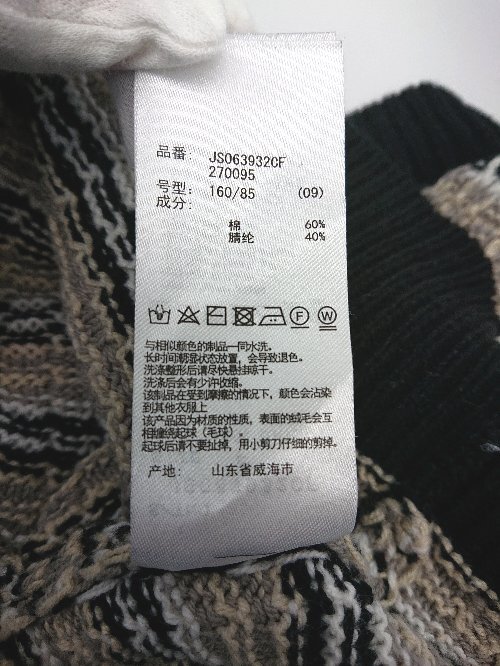 品番: JS063932CF
270095
号型: 160/85 (09)
成分:
棉 60%
腈纶 40%
F W
与相似颜色的制品一同水洗。
长时间潮湿状态放置，会导致退色。
洗涤整形后请尽快悬挂晾干。
洗涤后会有少许收缩。
该制品在受到摩擦的情况下，颜色会沾染
到其他衣服上
该产品因为材质的性质，表面的绒毛会互
相缠绕起球（毛球）。
起球后请不要扯掉，用小剪刀仔细的剪掉。
产地: 山东省威海市